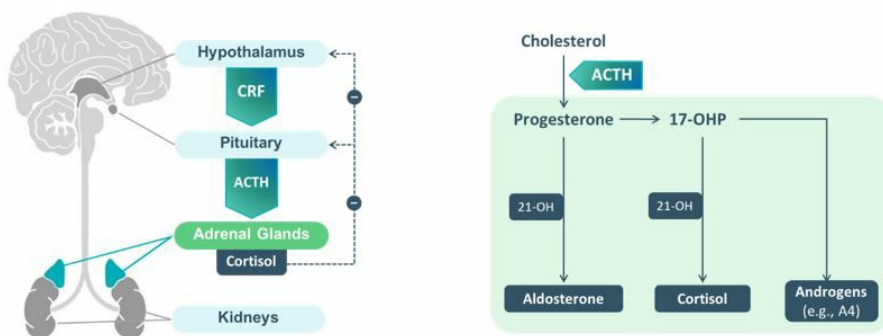 Hypothalamus
CRF
Pituitary
ACTH
Adrenal Glands
Cortisol
Kidneys
Cholesterol
ACTH
Progesterone
17-OHP
21-OH
21-OH
Aldosterone
Cortisol
Androgens
(e.g., A4)